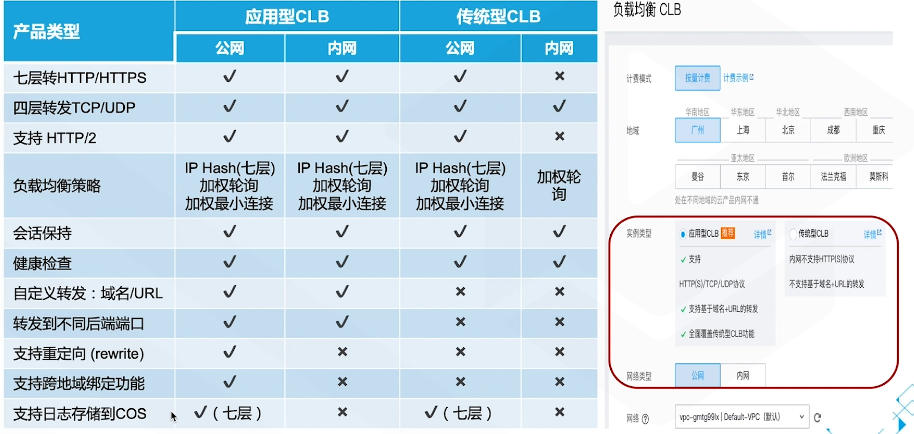 产品类型 应用型CLB 传统型CLB
公网 内网 公网 内网
七层转HTTP/HTTPS ✓ ✓ ✓ ×
四层转发TCP/UDP ✓ ✓ ✓ ✓
支持 HTTP/2 ✓ ✓ ✓ ×
负载均衡策略
IP Hash(七层)
加权轮询
加权最小连接
IP Hash(七层)
加权轮询
加权最小连接
IP Hash(七层)
加权轮询
加权最小连接
加权轮
询
会话保持 ✓ ✓ ✓ ✓
健康检查 ✓ ✓ ✓ ✓
自定义转发：域名/URL ✓ ✓ × ×
转发到不同后端端口 ✓ ✓ × ×
支持重定向 (rewrite) ✓ × × ×
支持跨地域绑定功能 ✓ × × ×
支持日志存储到COS ✓（七层） × ✓（七层） ×
负载均衡 CLB
计费模式 按量计费 计费示例
华南地区 华东地区 华北地区 西南地区
地域 广州 上海 北京 成都 重庆
亚太地区 欧洲地区
曼谷 东京 首尔 法兰克福 莫斯科
处在不同地域的云产品内网不通
实例类型 应用型CLB 推荐 详情 传统型CLB 详情
✓ 支持 内网不支持HTTP(S)协议
HTTP(S)/TCP/UDP协议 不支持基于域名+URL的转发
✓ 支持基于域名+URL的转发
✓ 全面覆盖传统型CLB功能
网络类型 公网 内网
网络 vpc-gmtg99lx | Default-VPC（默认）